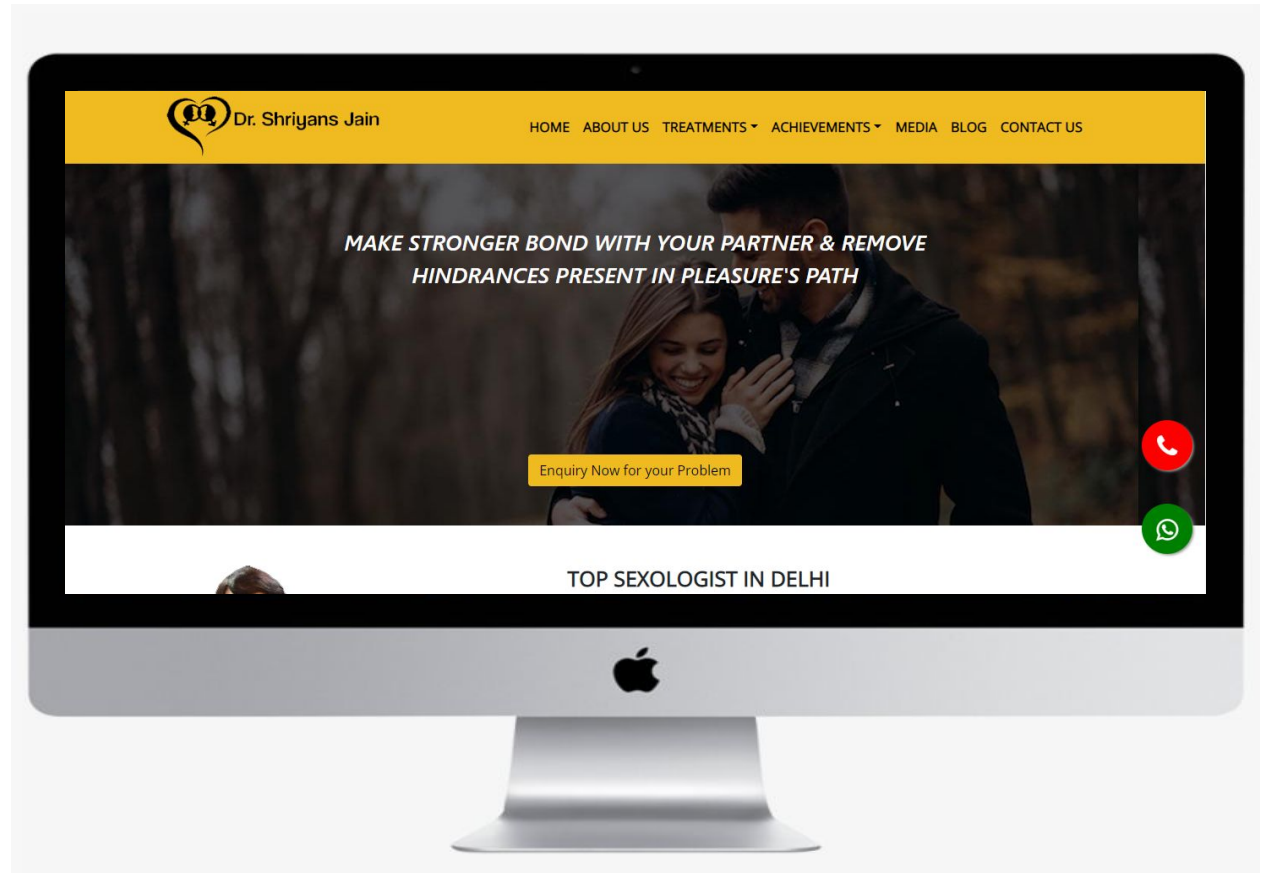 Dr. Shriyans Jain
HOME ABOUT US TREATMENTS ACHIEVEMENTS MEDIA BLOG CONTACT US
MAKE STRONGER BOND WITH YOUR PARTNER & REMOVE
HINDRANCES PRESENT IN PLEASURE'S PATH
Enquiry Now for your Problem
TOP SEXOLOGIST IN DELHI